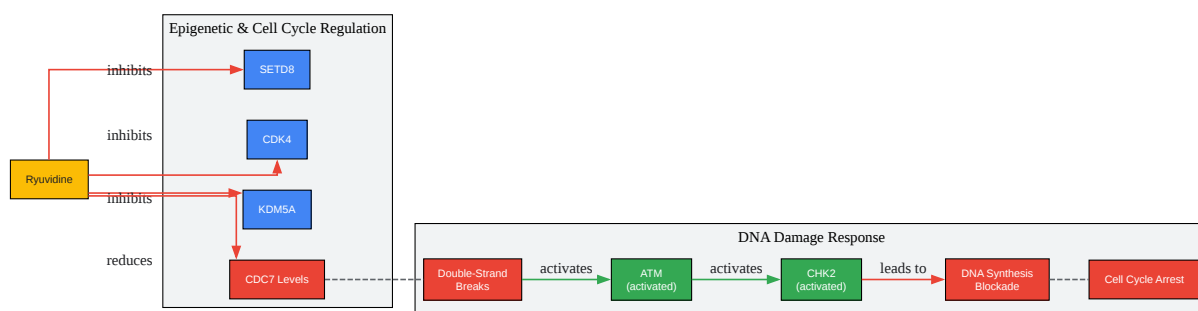 Epigenetic & Cell Cycle Regulation
inhibits
SETD8
inhibits
CDK4
Ryuvidine
inhibits
KDM5A
reduces
CDC7 Levels
DNA Damage Response
Double-Strand
Breaks
activates
ATM
(activated)
activates
CHK2
(activated)
leads to
DNA Synthesis
Blockade
Cell Cycle Arrest